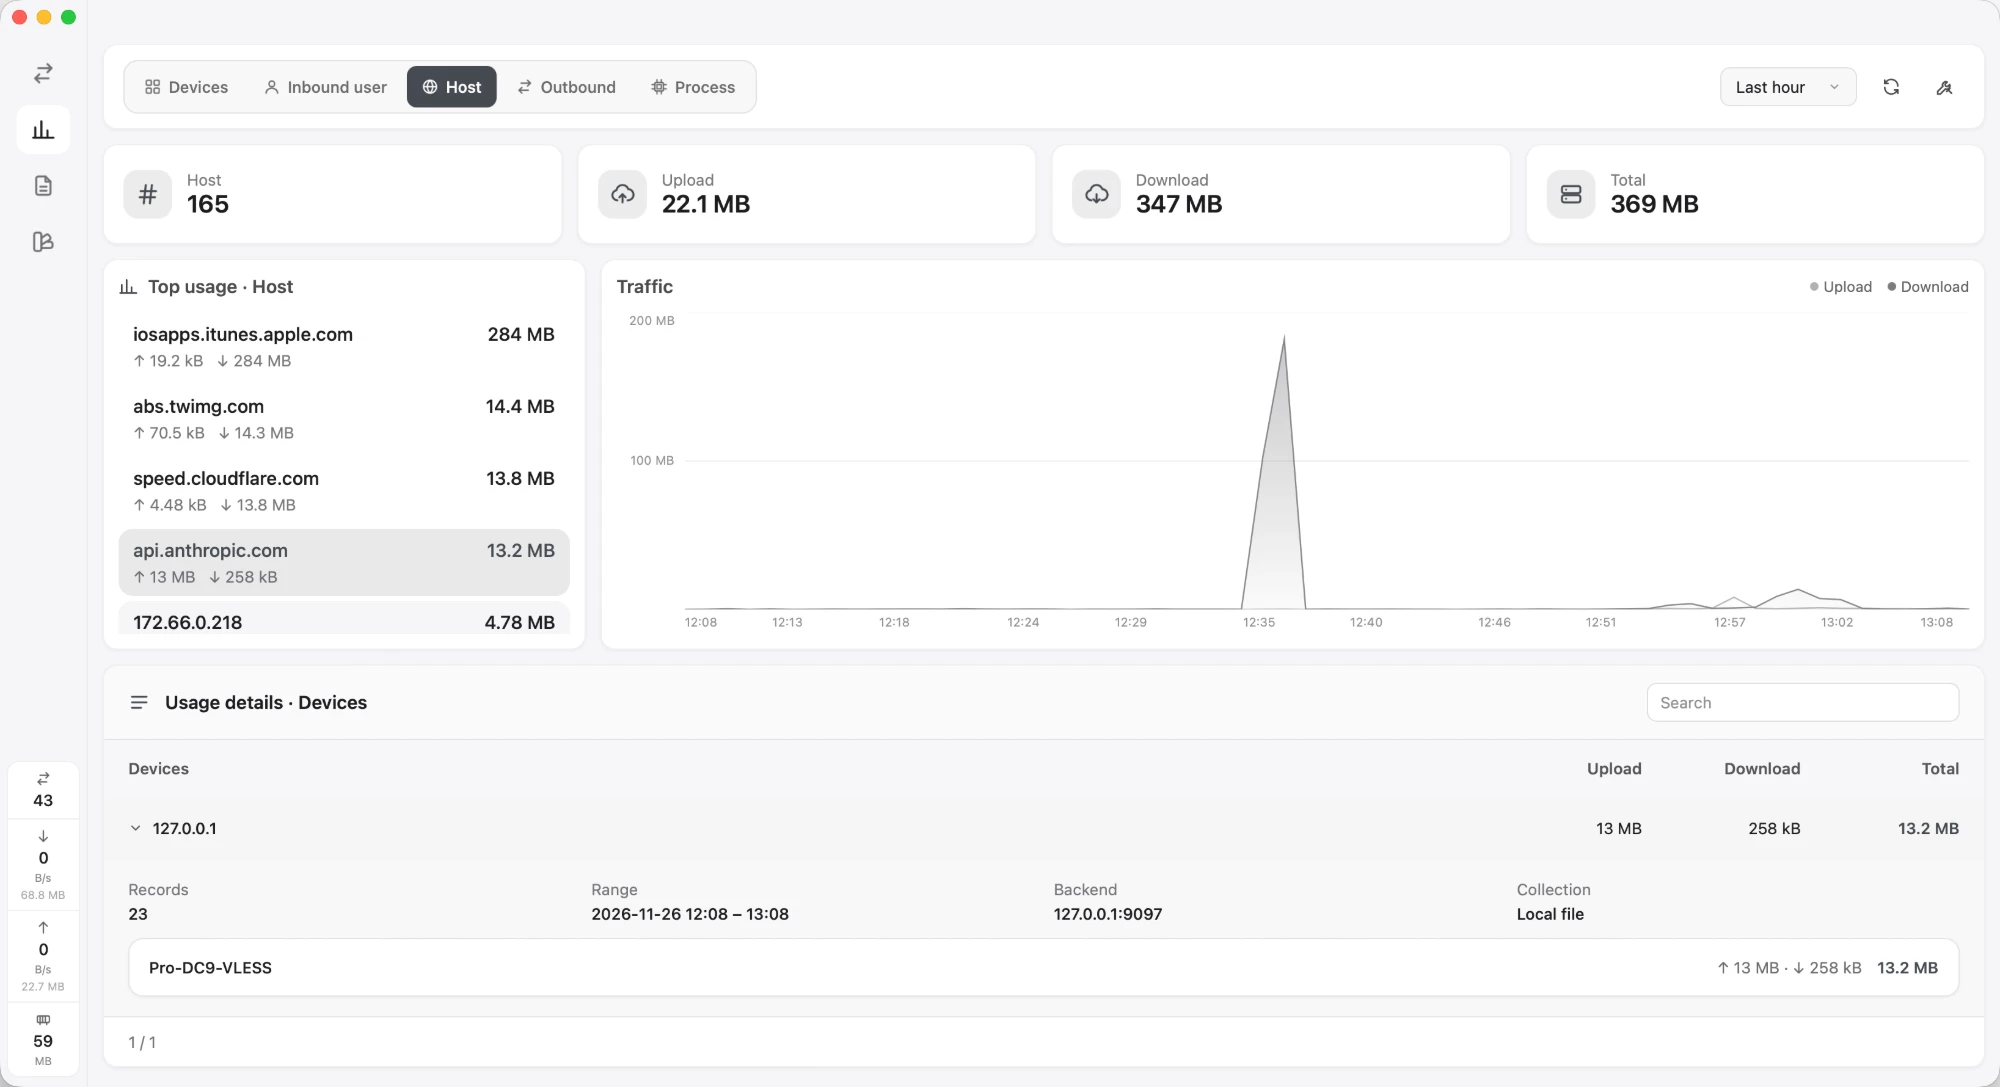 Devices
Inbound user
Host
Outbound
Process
Last hour
Host
165
Upload
22.1 MB
Download
347 MB
Total
369 MB
Top usage · Host
iosapps.itunes.apple.com 284 MB
↑ 19.2 kB ↓ 284 MB
abs.twimg.com 14.4 MB
↑ 70.5 kB ↓ 14.3 MB
speed.cloudflare.com 13.8 MB
↑ 4.48 kB ↓ 13.8 MB
api.anthropic.com 13.2 MB
↑ 13 MB ↓ 258 kB
172.66.0.218 4.78 MB
Traffic
Upload Download
200 MB
100 MB
12:08 12:13 12:18 12:24 12:29 12:35 12:40 12:46 12:51 12:57 13:02 13:08
Usage details · Devices
Search
Devices Upload Download Total
127.0.0.1 13 MB 258 kB 13.2 MB
Records Range Backend Collection
23 2026-11-26 12:08 – 13:08 127.0.0.1:9097 Local file
Pro-DC9-VLESS ↑ 13 MB · ↓ 258 kB 13.2 MB
1 / 1
43
↓
0
B/s
68.8 MB
↑
0
B/s
22.7 MB
59
MB